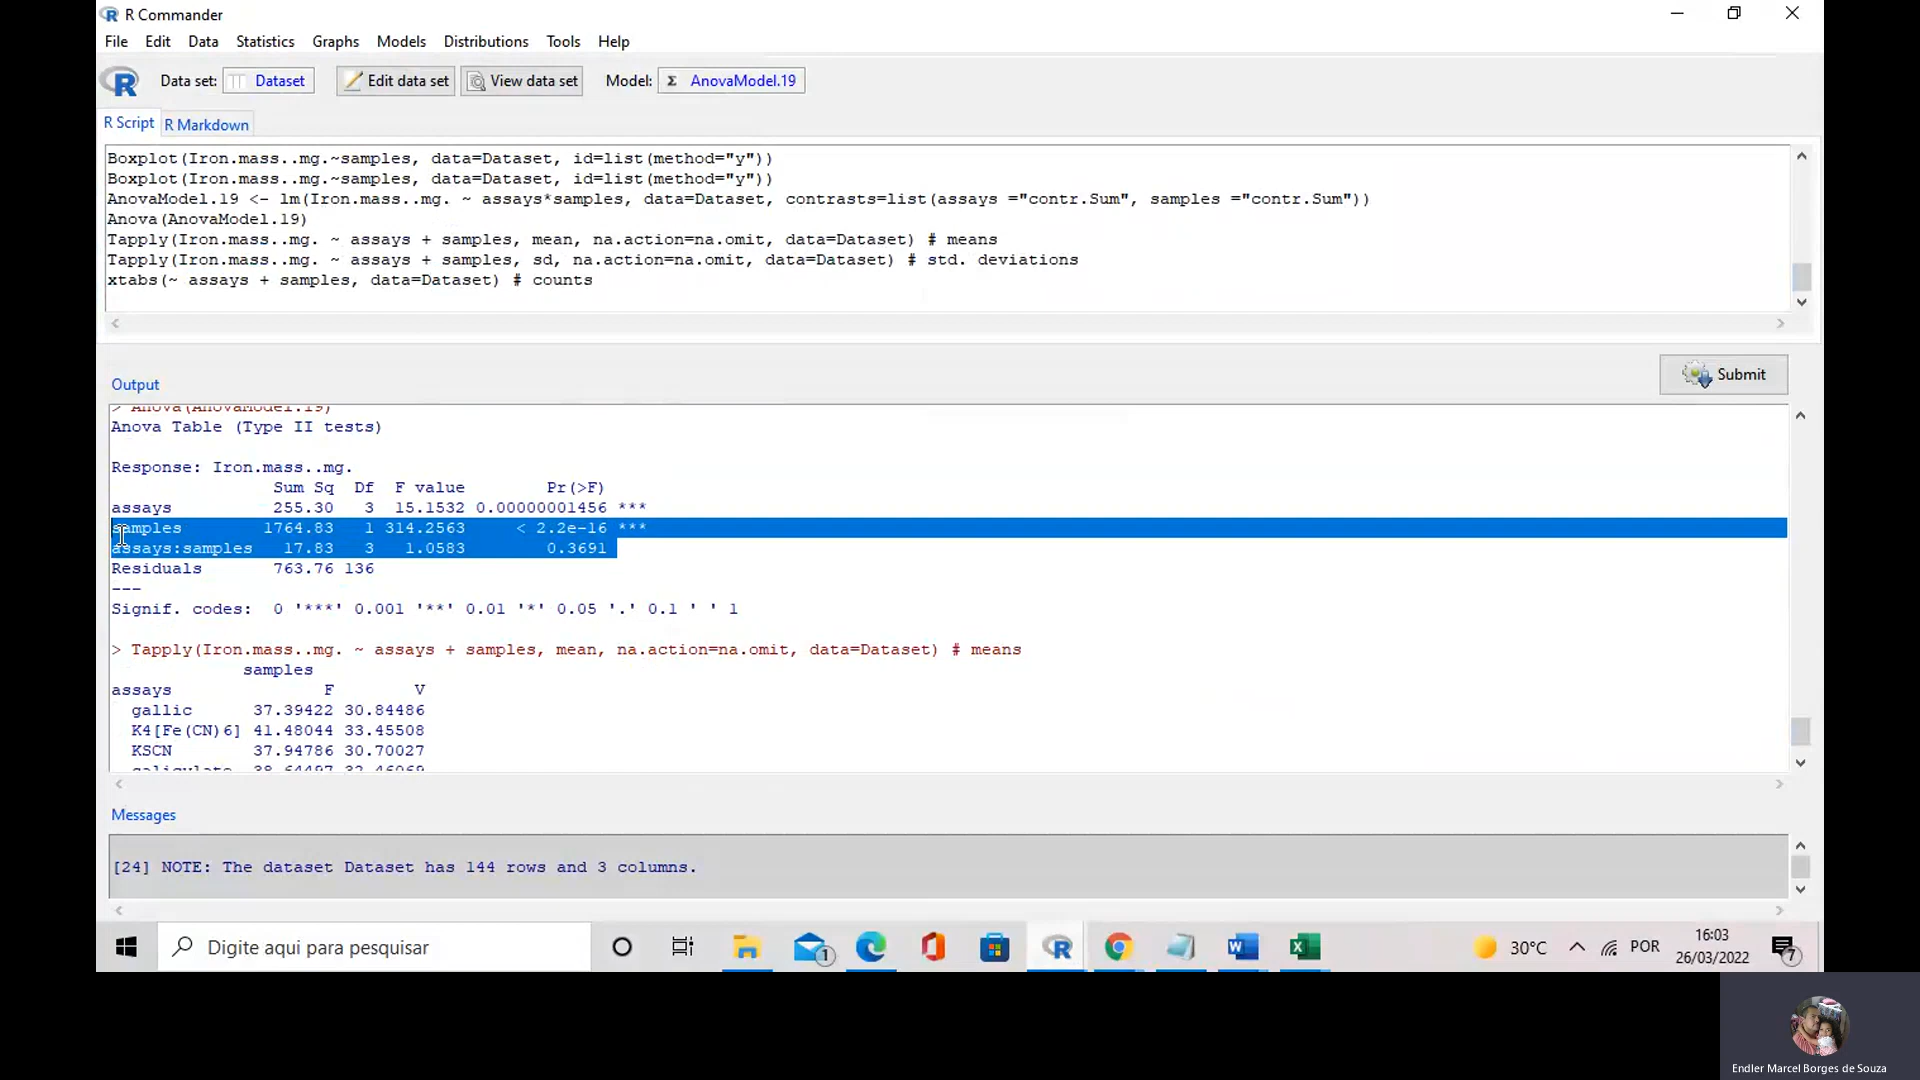 R Commander
File Edit Data Statistics Graphs Models Distributions Tools Help
R Data set: Dataset Edit data set View data set Model: Σ AnovaModel.19
R Script R Markdown
Boxplot(Iron.mass..mg.~samples, data=Dataset, id=list(method="y"))
Boxplot(Iron.mass..mg.~samples, data=Dataset, id=list(method="y"))
AnovaModel.19 <- lm(Iron.mass..mg. ~ assays*samples, data=Dataset, contrasts=list(assays ="contr.Sum", samples ="contr.Sum"))
Anova(AnovaModel.19)
Tapply(Iron.mass..mg. ~ assays + samples, mean, na.action=na.omit, data=Dataset) # means
Tapply(Iron.mass..mg. ~ assays + samples, sd, na.action=na.omit, data=Dataset) # std. deviations
xtabs(~ assays + samples, data=Dataset) # counts
Submit
Output
> Anova(AnovaModel.19)
Anova Table (Type II tests)
Response: Iron.mass..mg.
Sum Sq Df F value Pr(>F)
assays 255.30 3 15.1532 0.00000001456 ***
samples 1764.83 1 314.2563 < 2.2e-16 ***
assays:samples 17.83 3 1.0583 0.3691
Residuals 763.76 136
---
Signif. codes: 0 '***' 0.001 '**' 0.01 '*' 0.05 '.' 0.1 ' ' 1
> Tapply(Iron.mass..mg. ~ assays + samples, mean, na.action=na.omit, data=Dataset) # means
samples
assays F V
gallic 37.39422 30.84486
K4[Fe(CN)6] 41.48044 33.45508
KSCN 37.94786 30.70027
Messages
[24] NOTE: The dataset Dataset has 144 rows and 3 columns.
Digite aqui para pesquisar 1 30°C POR 16:03 7
26/03/2022
Endler Marcel Borges de Souza